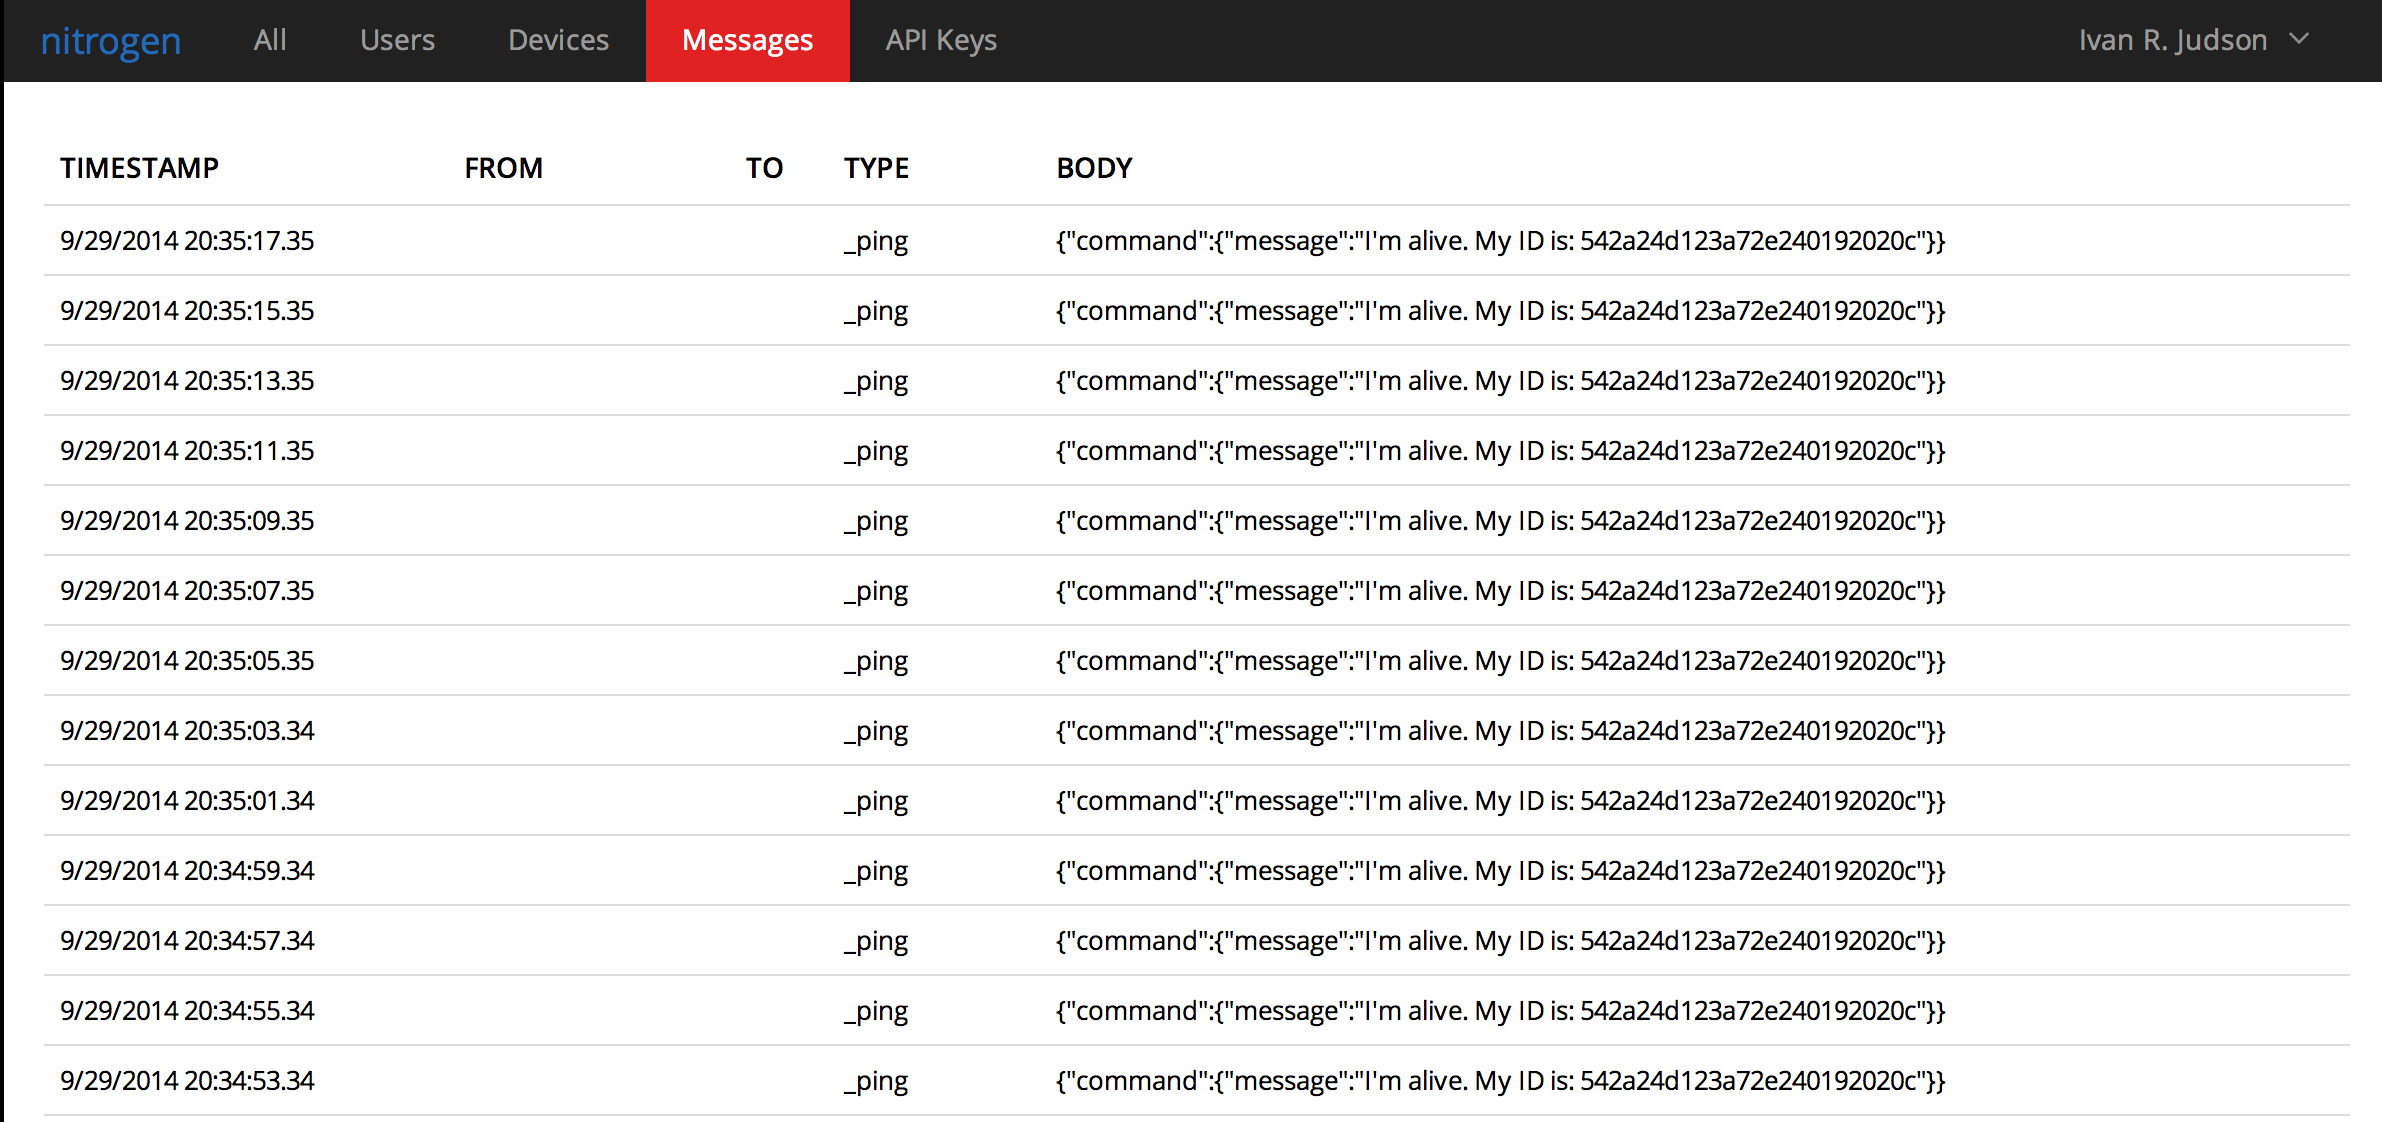 nitrogen All Users Devices Messages API Keys Ivan R. Judson
TIMESTAMP FROM TO TYPE BODY
9/29/2014 20:35:17.35 _ping {"command":{"message":"I'm alive. My ID is: 542a24d123a72e240192020c"}}
9/29/2014 20:35:15.35 _ping {"command":{"message":"I'm alive. My ID is: 542a24d123a72e240192020c"}}
9/29/2014 20:35:13.35 _ping {"command":{"message":"I'm alive. My ID is: 542a24d123a72e240192020c"}}
9/29/2014 20:35:11.35 _ping {"command":{"message":"I'm alive. My ID is: 542a24d123a72e240192020c"}}
9/29/2014 20:35:09.35 _ping {"command":{"message":"I'm alive. My ID is: 542a24d123a72e240192020c"}}
9/29/2014 20:35:07.35 _ping {"command":{"message":"I'm alive. My ID is: 542a24d123a72e240192020c"}}
9/29/2014 20:35:05.35 _ping {"command":{"message":"I'm alive. My ID is: 542a24d123a72e240192020c"}}
9/29/2014 20:35:03.34 _ping {"command":{"message":"I'm alive. My ID is: 542a24d123a72e240192020c"}}
9/29/2014 20:35:01.34 _ping {"command":{"message":"I'm alive. My ID is: 542a24d123a72e240192020c"}}
9/29/2014 20:34:59.34 _ping {"command":{"message":"I'm alive. My ID is: 542a24d123a72e240192020c"}}
9/29/2014 20:34:57.34 _ping {"command":{"message":"I'm alive. My ID is: 542a24d123a72e240192020c"}}
9/29/2014 20:34:55.34 _ping {"command":{"message":"I'm alive. My ID is: 542a24d123a72e240192020c"}}
9/29/2014 20:34:53.34 _ping {"command":{"message":"I'm alive. My ID is: 542a24d123a72e240192020c"}}